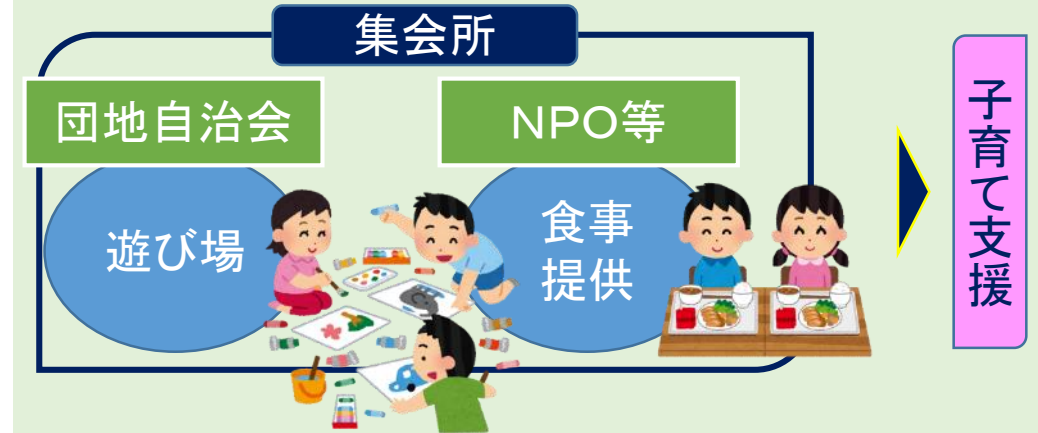 集会所
団地自治会
NPO等
遊び場
食事
提供
子育て支援